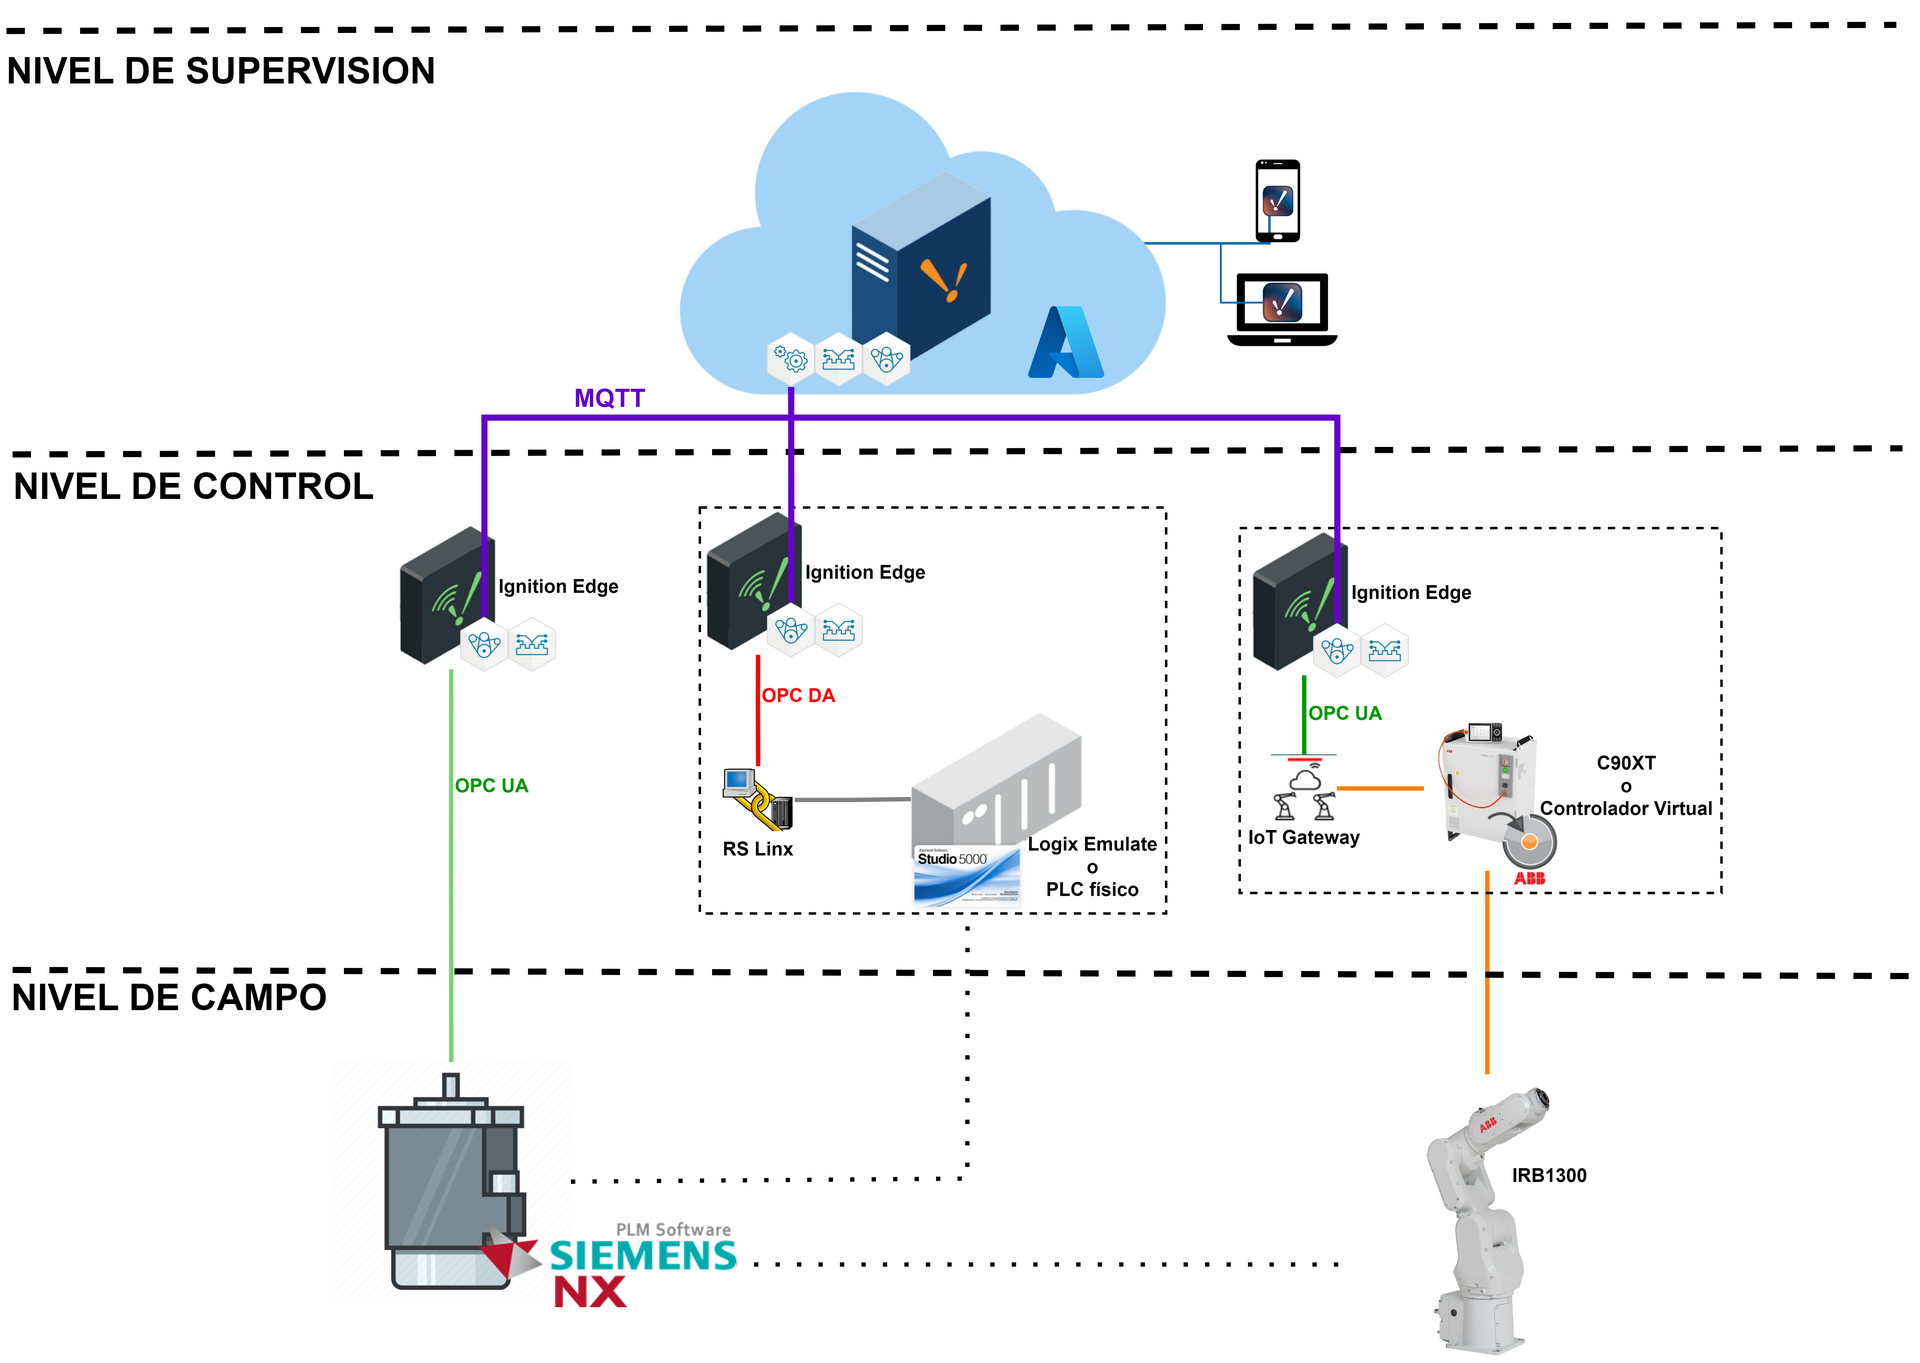 NIVEL DE SUPERVISION
MQTT
NIVEL DE CONTROL
Ignition Edge
Ignition Edge
Ignition Edge
OPC DA
OPC UA
OPC UA
C90XT
o
Controlador Virtual
IoT Gateway
RS Linx
Studio 5000
Logix Emulate
o
PLC físico
ABB
NIVEL DE CAMPO
ABB
IRB1300
PLM Software
SIEMENS
NX